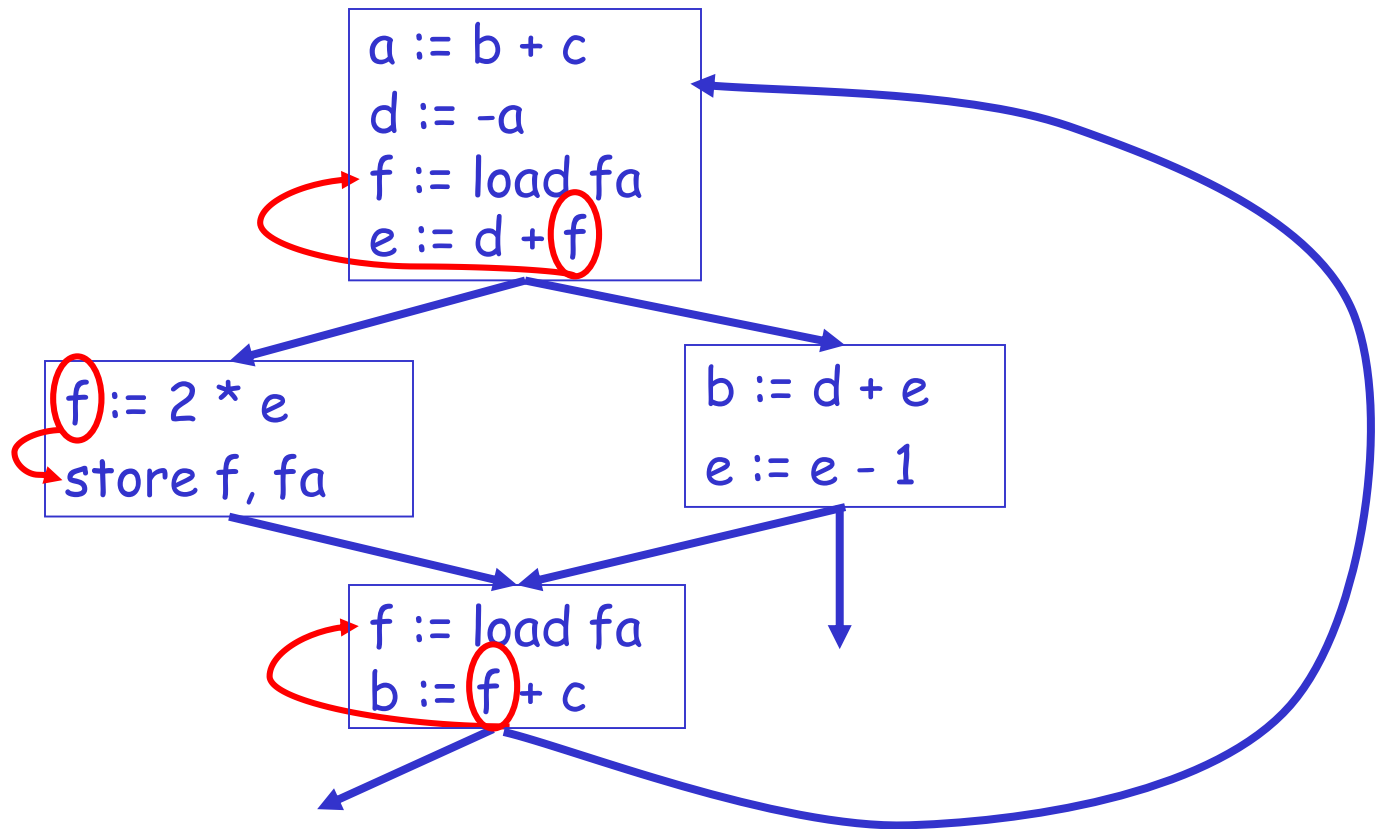 a := b + c
d := -a
f := load fa
e := d + f
f := 2 * e
store f, fa
b := d + e
e := e - 1
f := load fa
b := f + c